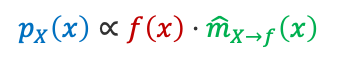 p_X(x) ∝ f(x) · m̂_{X→f}(x)